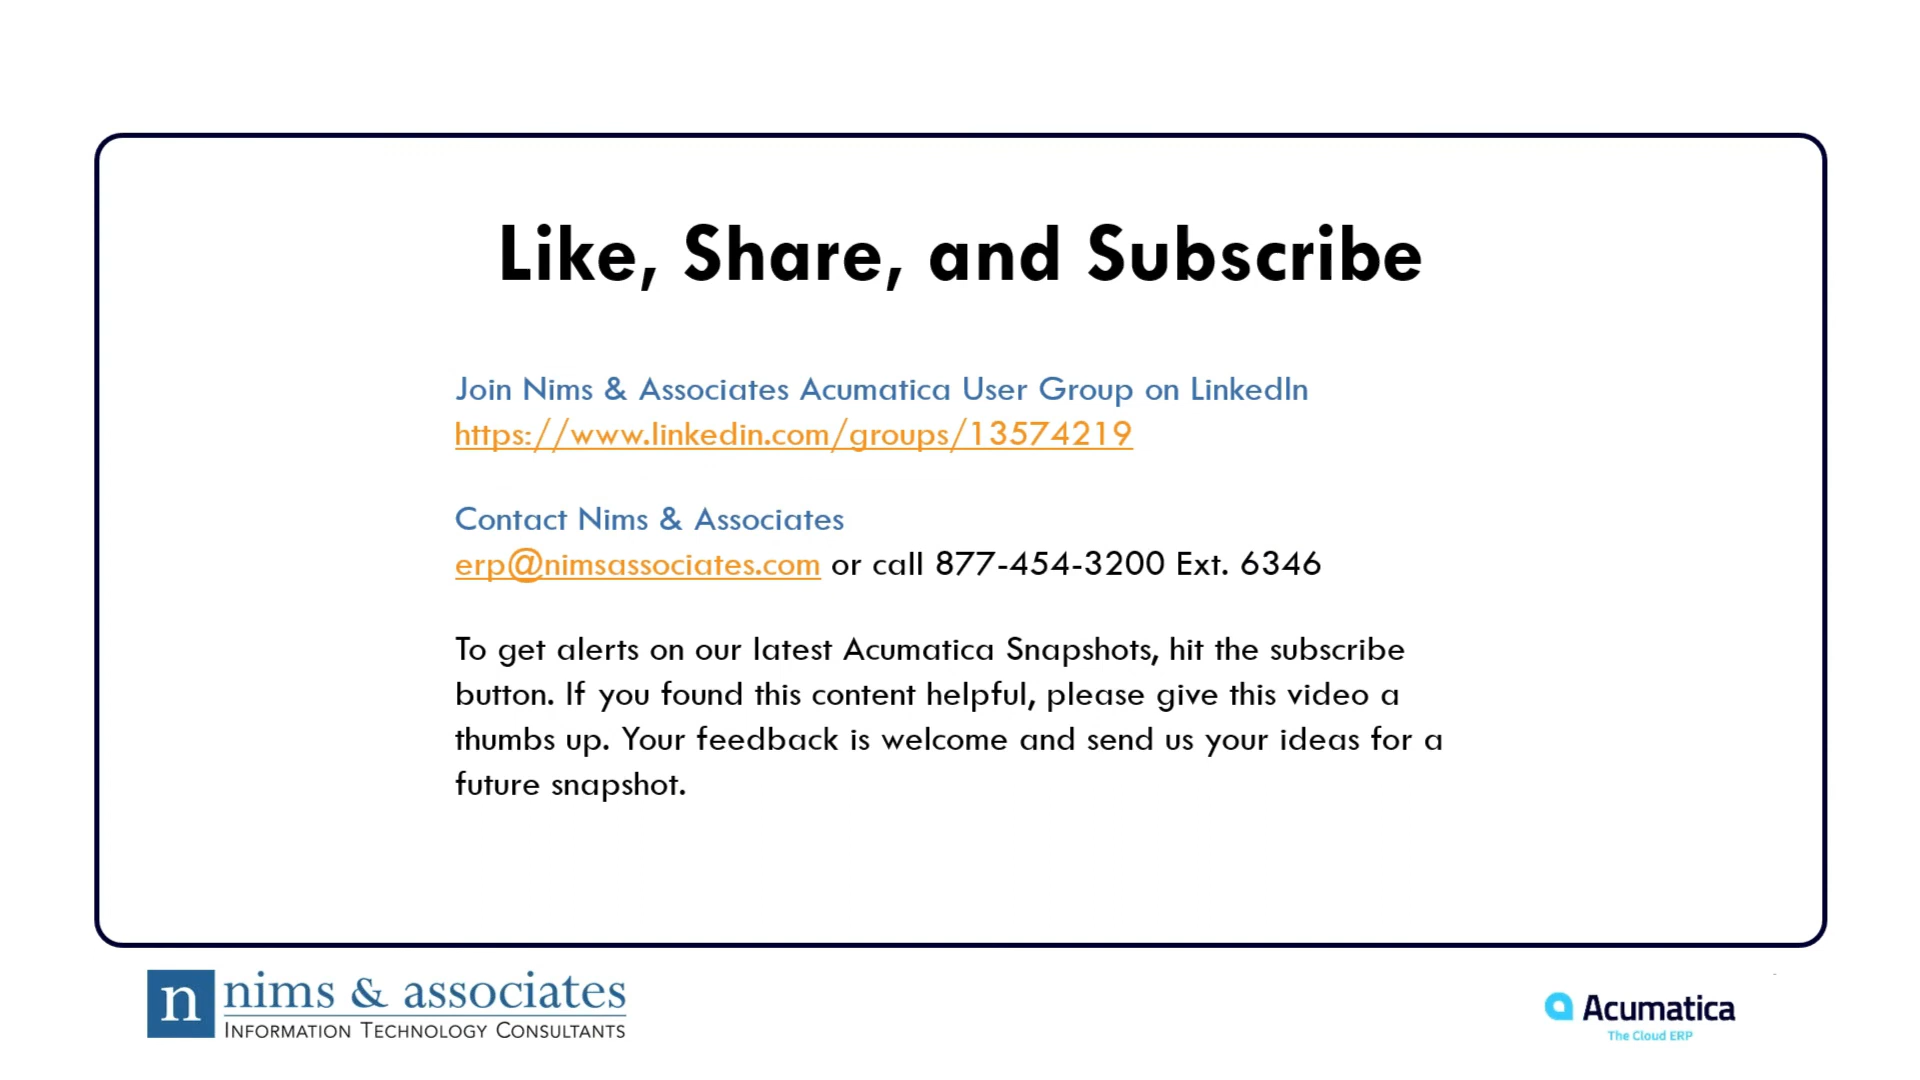 Like, Share, and Subscribe
Join Nims & Associates Acumatica User Group on LinkedIn
https://www.linkedin.com/groups/13574219
Contact Nims & Associates
erp@nimsassociates.com or call 877-454-3200 Ext. 6346
To get alerts on our latest Acumatica Snapshots, hit the subscribe
button. If you found this content helpful, please give this video a
thumbs up. Your feedback is welcome and send us your ideas for a
future snapshot.
n nims & associates
INFORMATION TECHNOLOGY CONSULTANTS
a Acumatica
The Cloud ERP